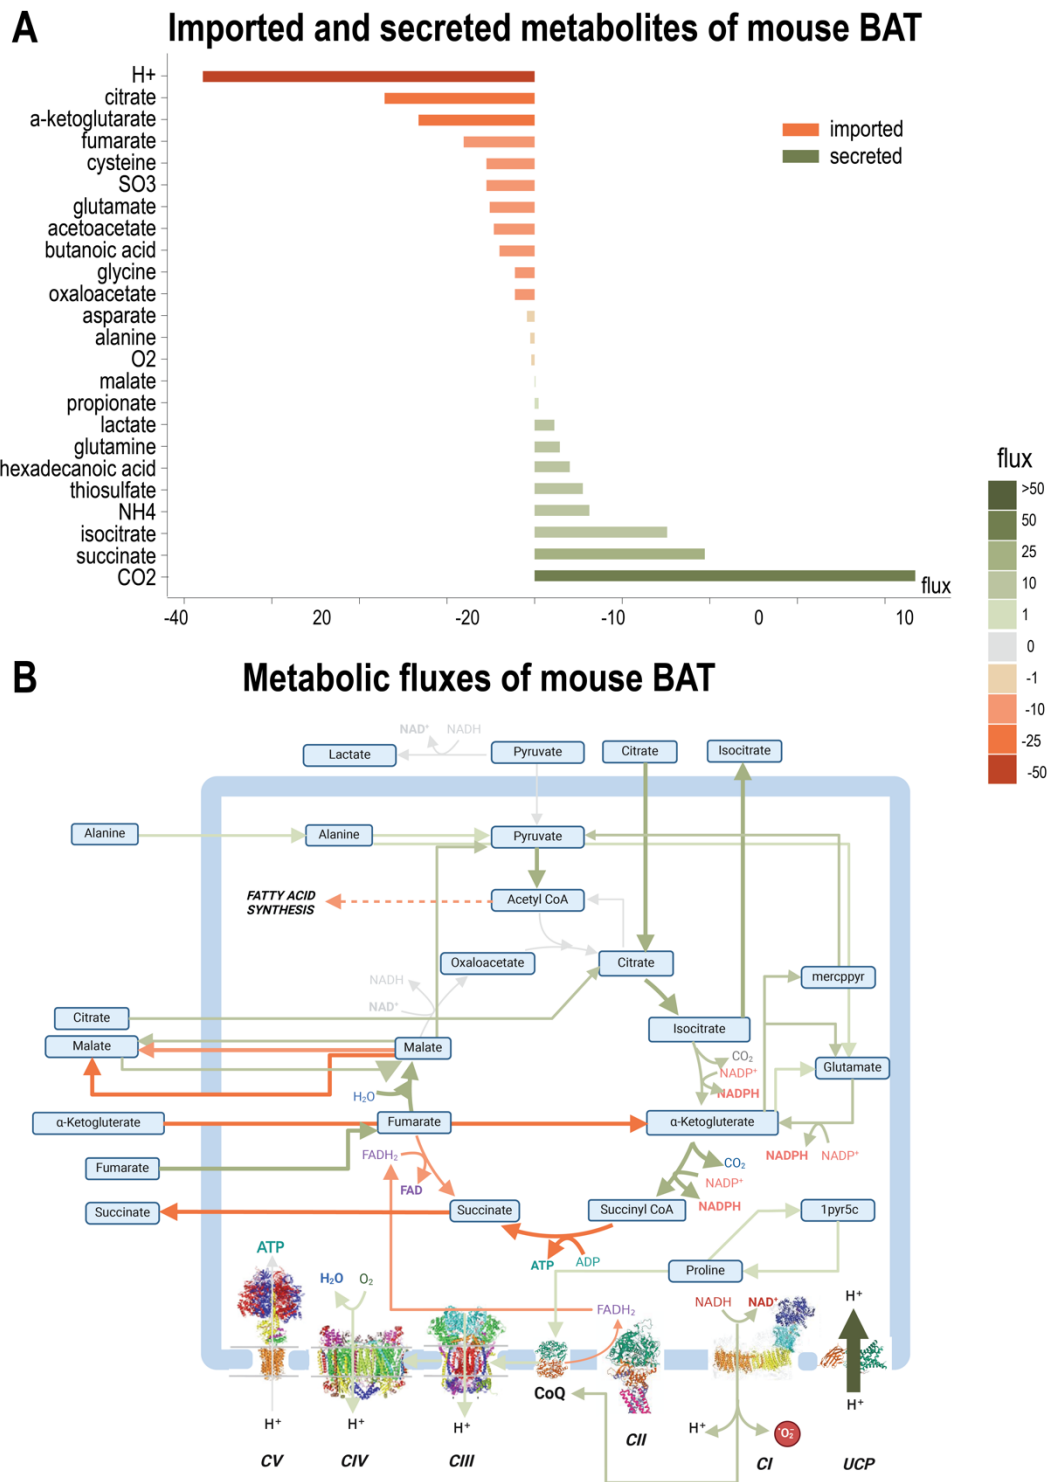 A
Imported and secreted metabolites of mouse BAT
H+
citrate
a-ketoglutarate
fumarate
cysteine
SO3
glutamate
acetoacetate
butanoic acid
glycine
oxaloacetate
asparate
alanine
O2
malate
propionate
lactate
glutamine
hexadecanoic acid
thiosulfate
NH4
isocitrate
succinate
CO2
imported
secreted
flux
-40 20 -20 -10 0 10
flux
>50
50
25
10
1
0
-1
-10
-25
-50
B
Metabolic fluxes of mouse BAT
NAD⁺ NADH
Lactate
Pyruvate
Citrate
Isocitrate
Alanine
Alanine
Pyruvate
FATTY ACID
SYNTHESIS
Acetyl CoA
Oxaloacetate
Citrate
mercppyr
NADH
NAD⁺
Citrate
Malate
Malate
Isocitrate
CO₂
NADP⁺
NADPH
Glutamate
H₂O
α-Ketogluterate
Fumarate
α-Ketogluterate
NADPH NADP⁺
Fumarate
FADH₂
FAD
CO₂
NADP⁺
NADPH
Succinate
Succinate
Succinyl CoA
1pyr5c
ATP ADP
Proline
ATP
H₂O O₂
FADH₂
NADH NAD⁺
H⁺
CoQ
H⁺
H⁺
H⁺
H⁺
H⁺
O₂⁻
CV
CIV
CIII
CII
CI
UCP